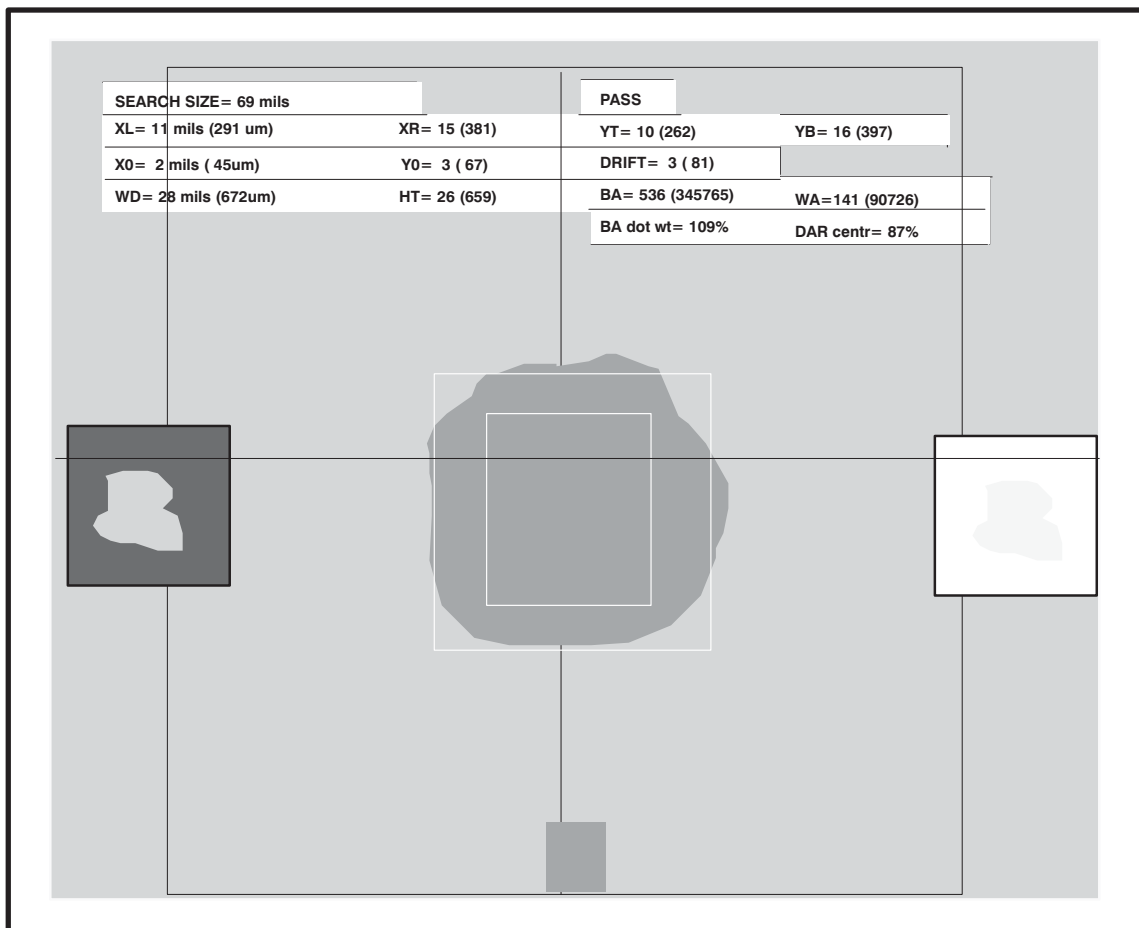 SEARCH SIZE= 69 mils PASS
XL= 11 mils (291 um) XR= 15 (381) YT= 10 (262) YB= 16 (397)
X0= 2 mils ( 45um) Y0= 3 ( 67) DRIFT= 3 ( 81)
WD= 28 mils (672um) HT= 26 (659) BA= 536 (345765) WA=141 (90726)
BA dot wt= 109% DAR centr= 87%